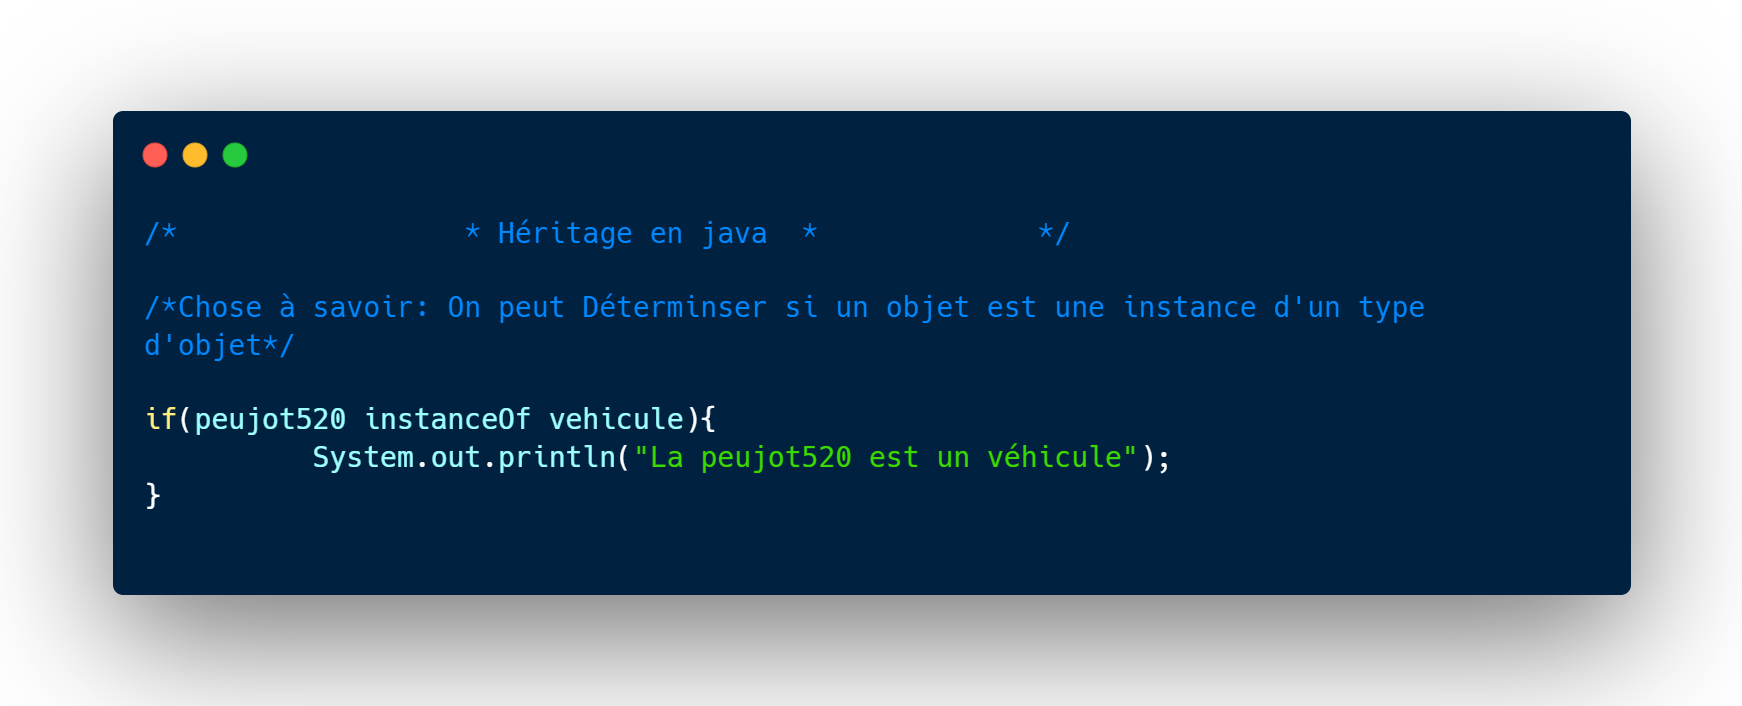 /*                 * Héritage en java  *             */
/*Chose à savoir: On peut Déterminser si un objet est une instance d'un type
d'objet*/
if(peujot520 instanceOf vehicule){
          System.out.println("La peujot520 est un véhicule");
}